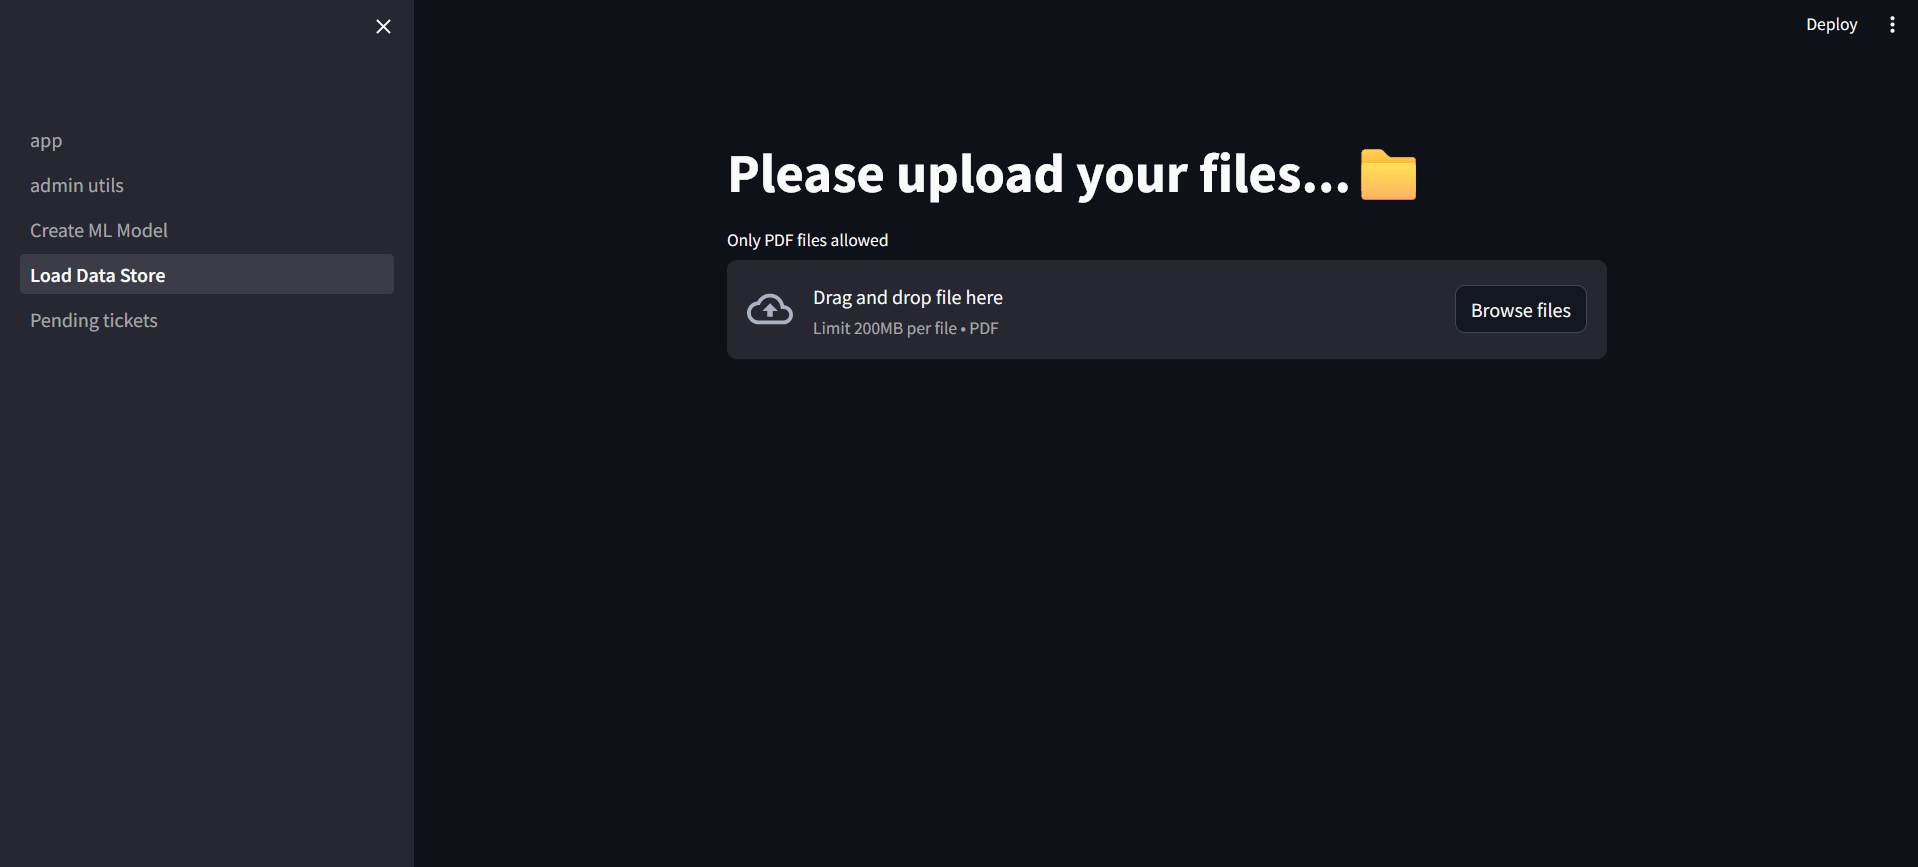 Deploy
app
admin utils
Create ML Model
Load Data Store
Pending tickets
Please upload your files...
Only PDF files allowed
Drag and drop file here
Limit 200MB per file • PDF
Browse files